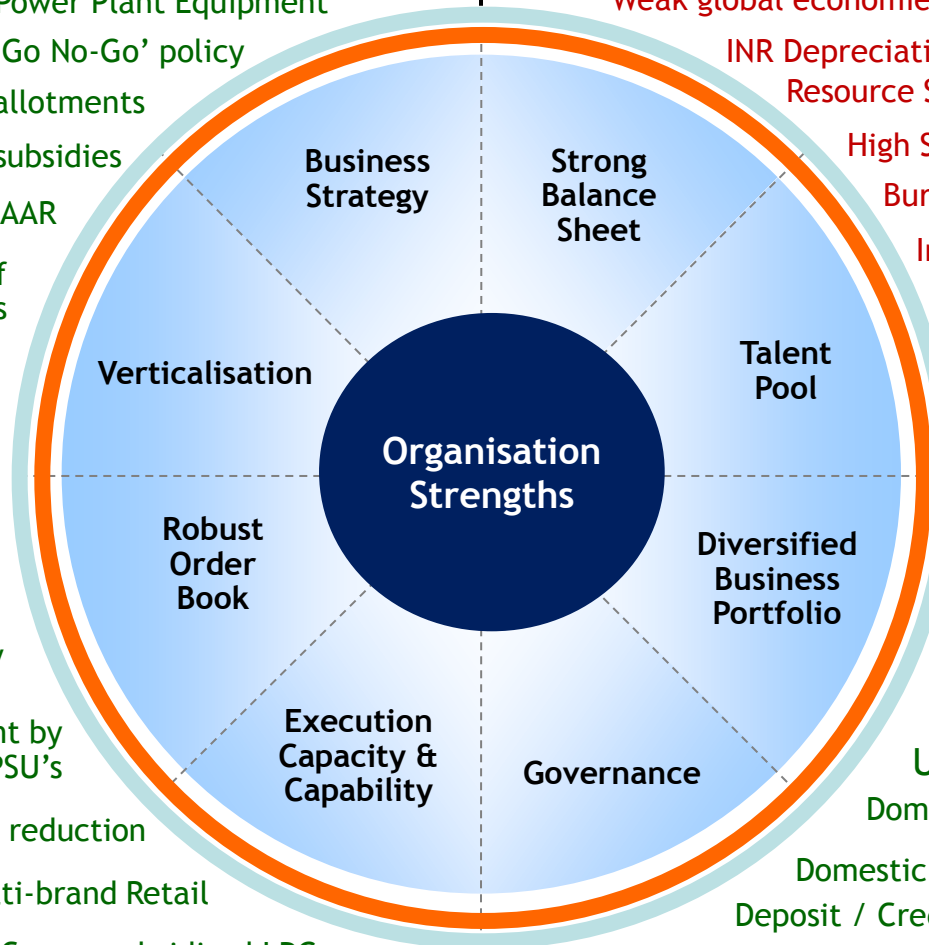 Power Plant Equipment
Go No-Go’ policy
allotments
subsidies
AAR
Weak global economie
INR Depreciati
Resource S
High S
Bur
Business
Strategy
Strong
Balance
Sheet
Verticalisation
Talent
Pool
Organisation
Strengths
Robust
Order
Book
Diversified
Business
Portfolio
Execution
Capacity &
Capability
Governance
nt by
PSU’s
reduction
ti-brand Retail
U
Dom
Domestic
Deposit / Cre